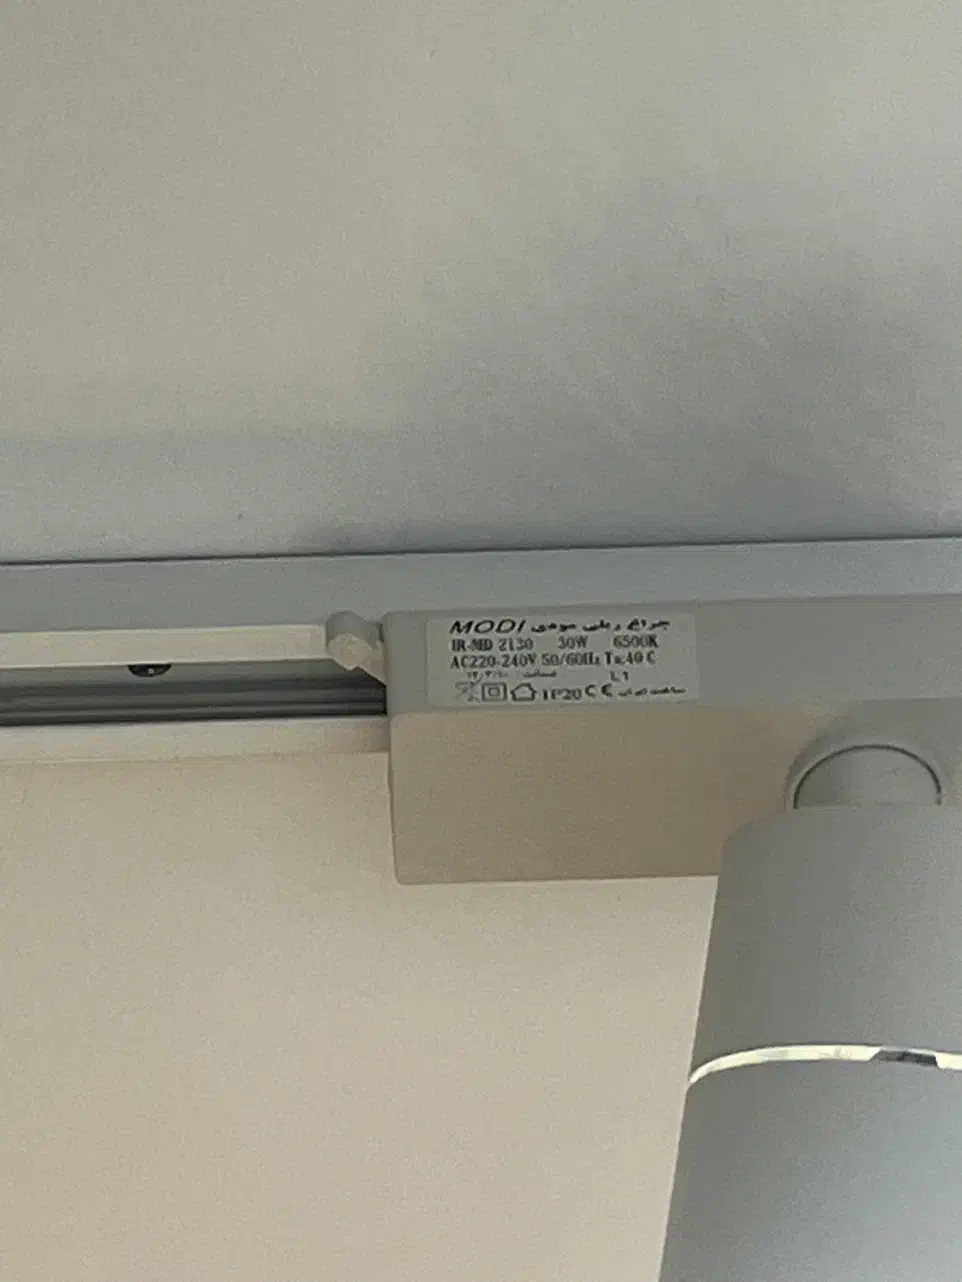 MODI چراغ ریلی مودی
IR-MD 2130 30W 6500K
AC220-240V 50/60Hz Ta:40 C
ضمانت: L1
IP20 CE ساخت ایران